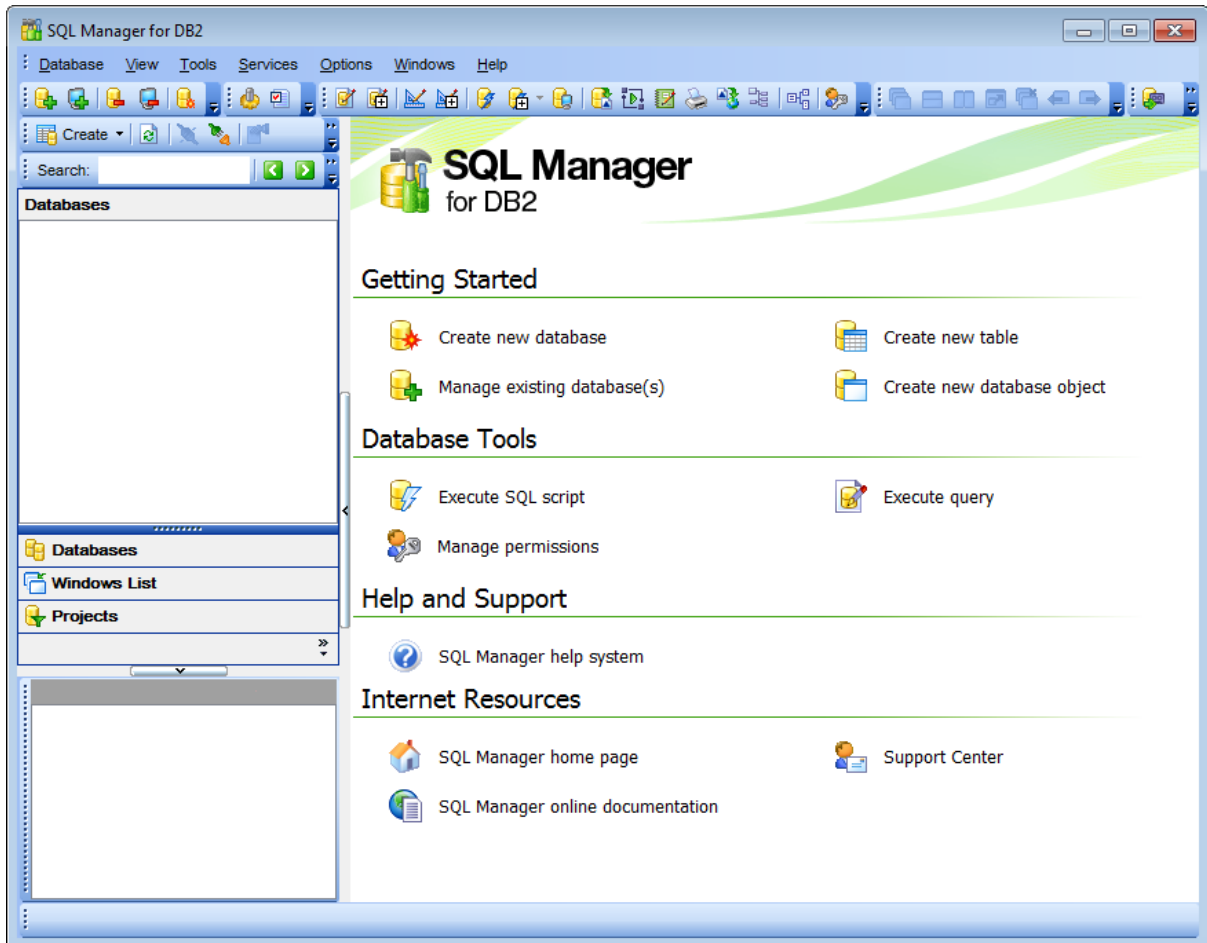 SQL Manager for DB2
Database View Tools Services Options Windows Help
Create
Search:
Databases
Databases
Windows List
Projects
SQL Manager
for DB2
Getting Started
Create new database
Create new table
Manage existing database(s)
Create new database object
Database Tools
Execute SQL script
Execute query
Manage permissions
Help and Support
SQL Manager help system
Internet Resources
SQL Manager home page
Support Center
SQL Manager online documentation